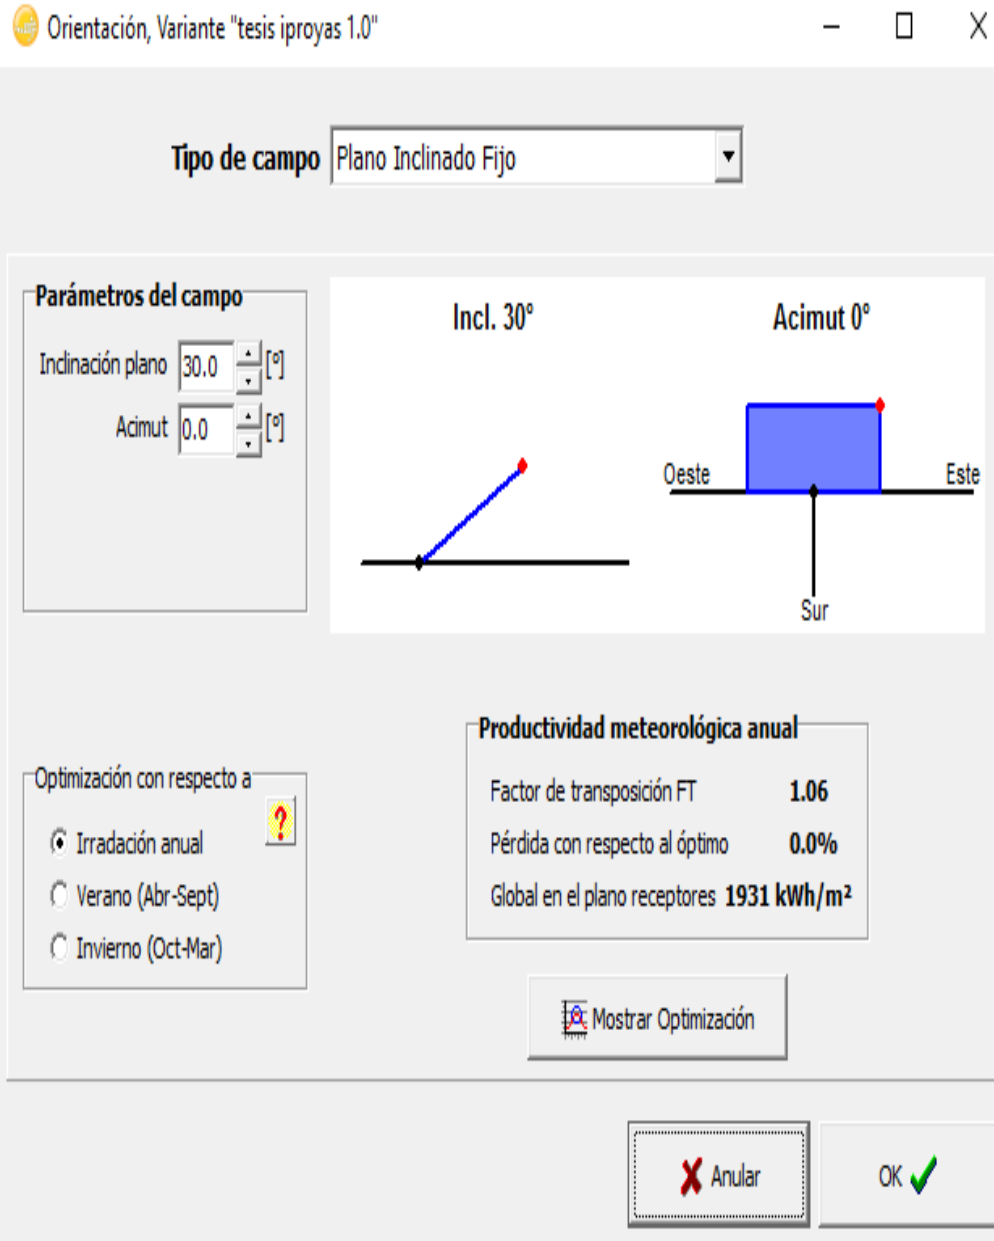 Orientación, Variante "tesis iproyas 1.0"
Tipo de campo Plano Inclinado Fijo
Parámetros del campo
Inclinación plano 30.0 [º]
Acimut 0.0 [º]
Incl. 30º
Acimut 0º
Oeste
Este
Sur
Optimización con respecto a
?
Irradación anual
Verano (Abr-Sept)
Invierno (Oct-Mar)
Productividad meteorológica anual
Factor de transposición FT 1.06
Pérdida con respecto al óptimo 0.0%
Global en el plano receptores 1931 kWh/m²
Mostrar Optimización
Anular
OK